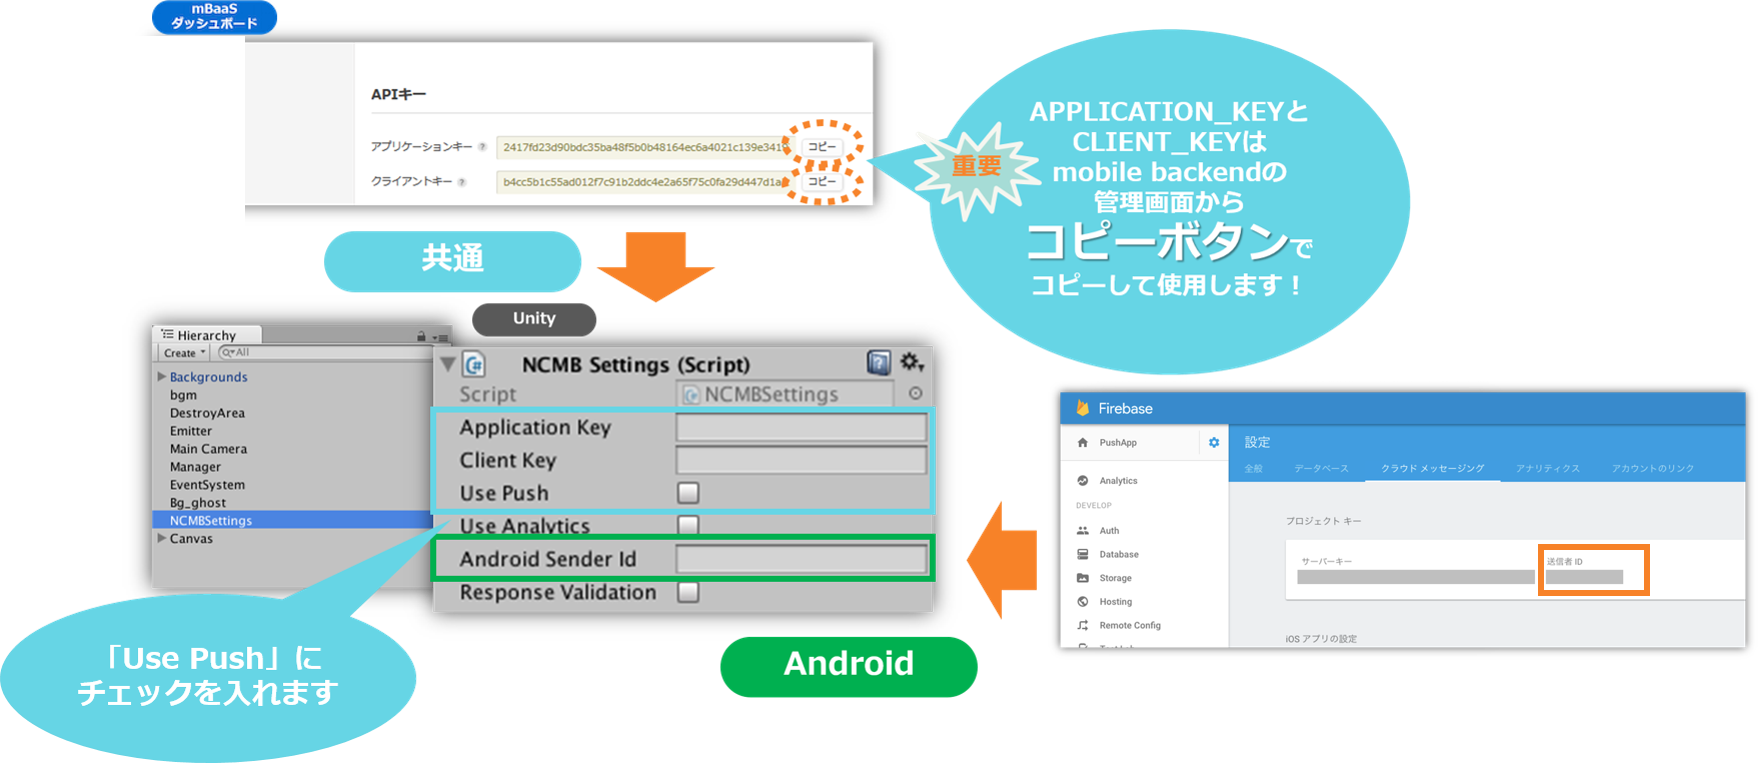 mBaaS
ダッシュボード
APIキー
アプリケーションキー ?
2417fd23d90bdc35ba48f5b0b48164ec6a4021c139e341
コピー
クライアントキー ?
b4cc5b1c55ad012f7c91b2ddc4e2a65f75c0fa29d447d1a
コピー
重要
APPLICATION_KEYと
CLIENT_KEYは
mobile backendの
管理画面から
コピーボタンで
コピーして使用します！
共通
Unity
Hierarchy
Create
All
Backgrounds
bgm
DestroyArea
Emitter
Main Camera
Manager
EventSystem
Bg_ghost
NCMBSettings
Canvas
NCMB Settings (Script)
Script
NCMBSettings
Application Key
Client Key
Use Push
Use Analytics
Android Sender Id
Response Validation
「Use Push」に
チェックを入れます
Android
Firebase
PushApp
Analytics
DEVELOP
Auth
Database
Storage
Hosting
Remote Config
設定
全般
データベース
クラウド メッセージング
アナリティクス
アカウントのリンク
プロジェクト キー
サーバーキー
送信者 ID
iOS アプリの設定